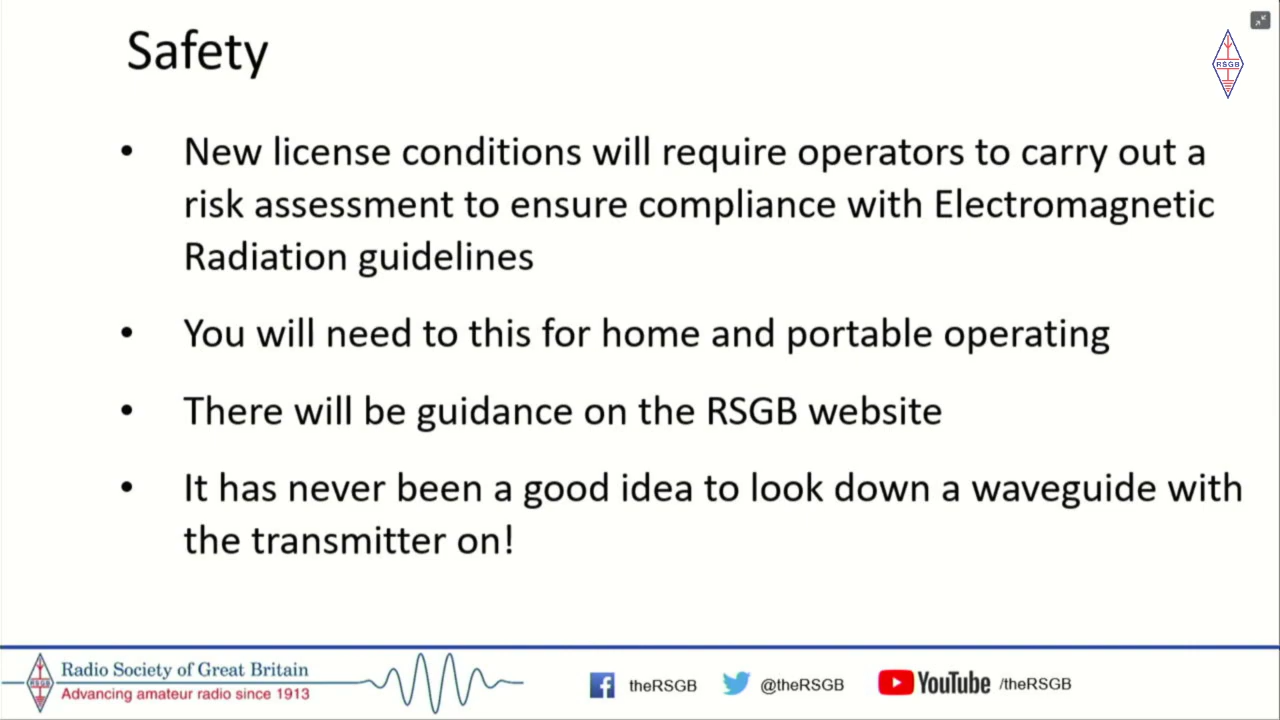 Safety
RSGB
• New license conditions will require operators to carry out a
risk assessment to ensure compliance with Electromagnetic
Radiation guidelines
• You will need to this for home and portable operating
• There will be guidance on the RSGB website
• It has never been a good idea to look down a waveguide with
the transmitter on!
RSGB
Radio Society of Great Britain
Advancing amateur radio since 1913
theRSGB
@theRSGB
YouTube /theRSGB